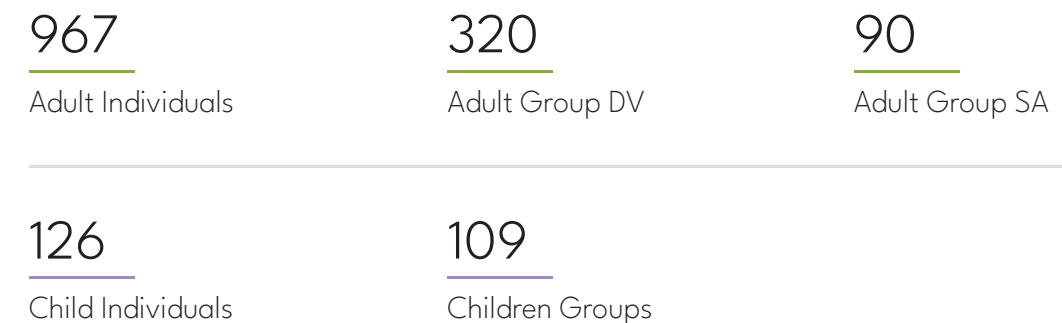 967
320
90
Adult Individuals
Adult Group DV
Adult Group SA
126
109
Child Individuals
Children Groups